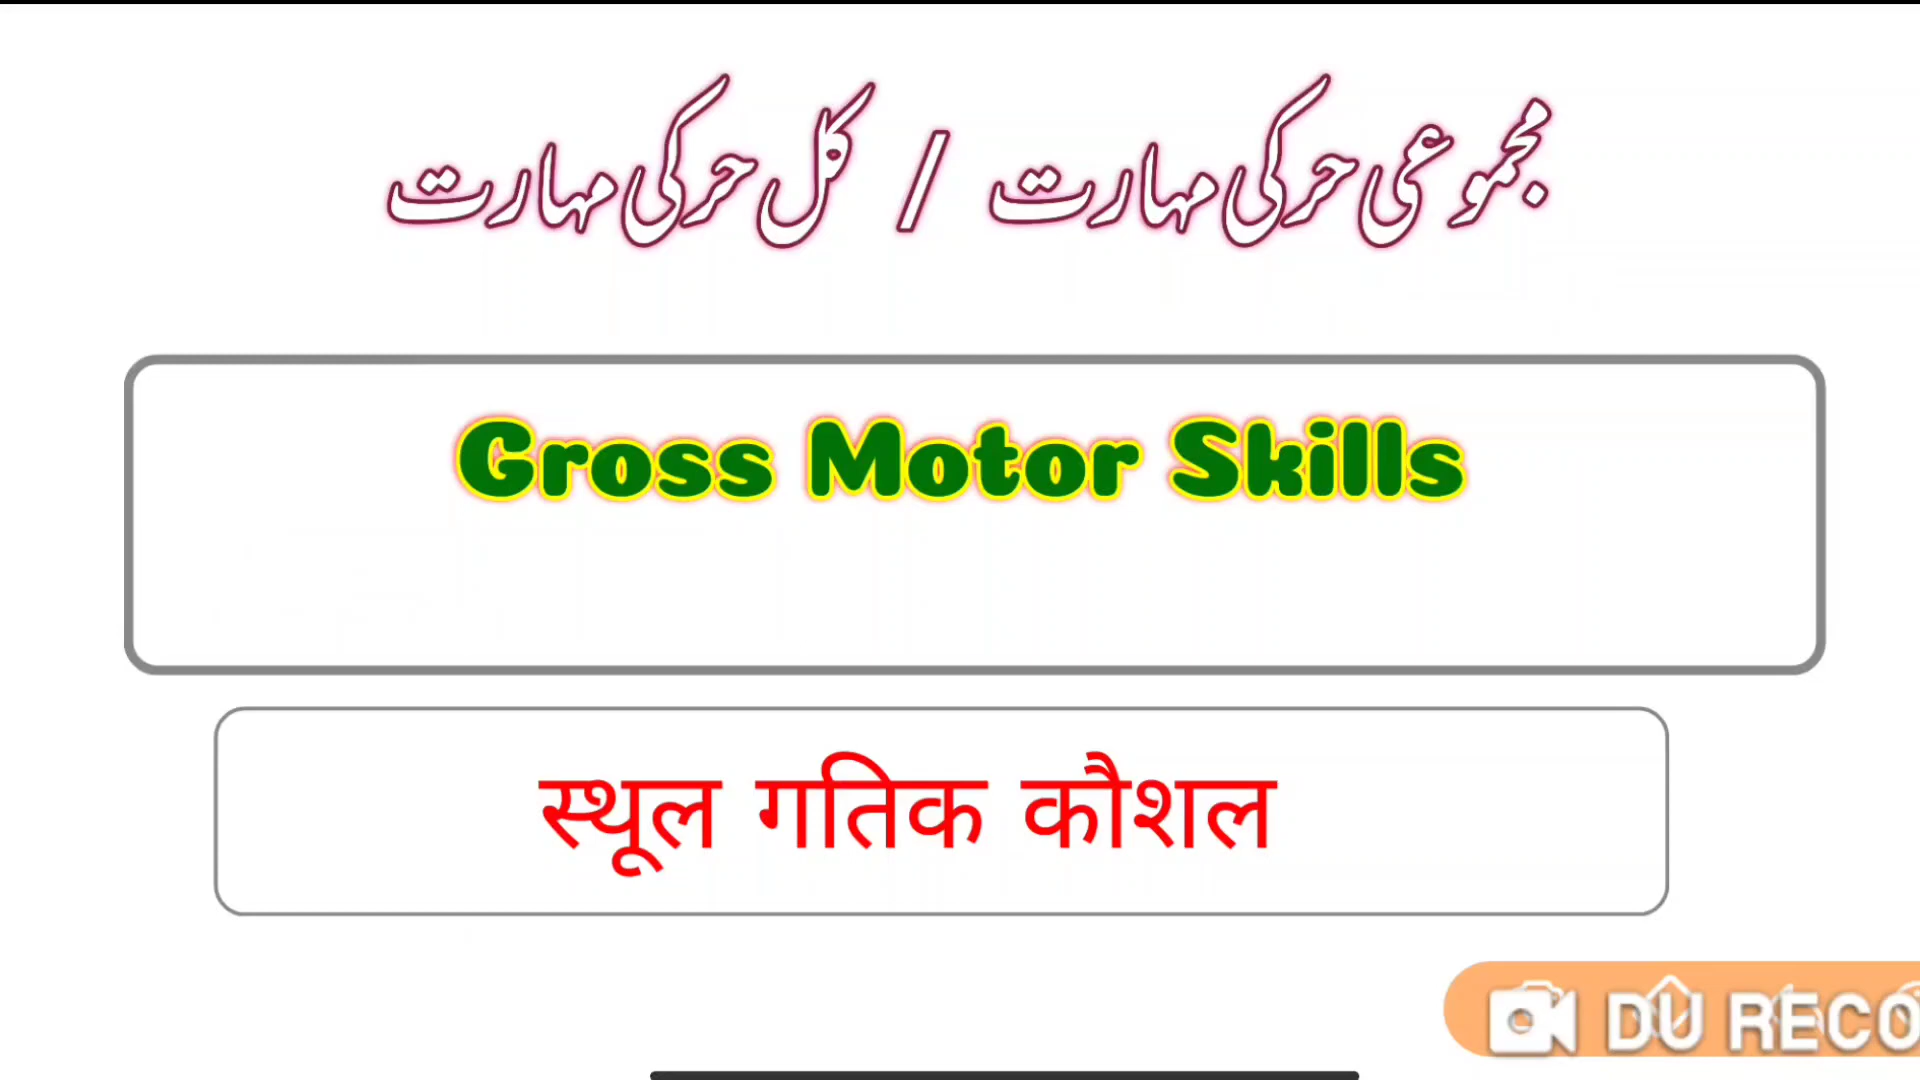 مجموعی حرکی مہارت / کل حرکی مہارت
Gross Motor Skills
स्थूल गतिक कौशल
DU RECO